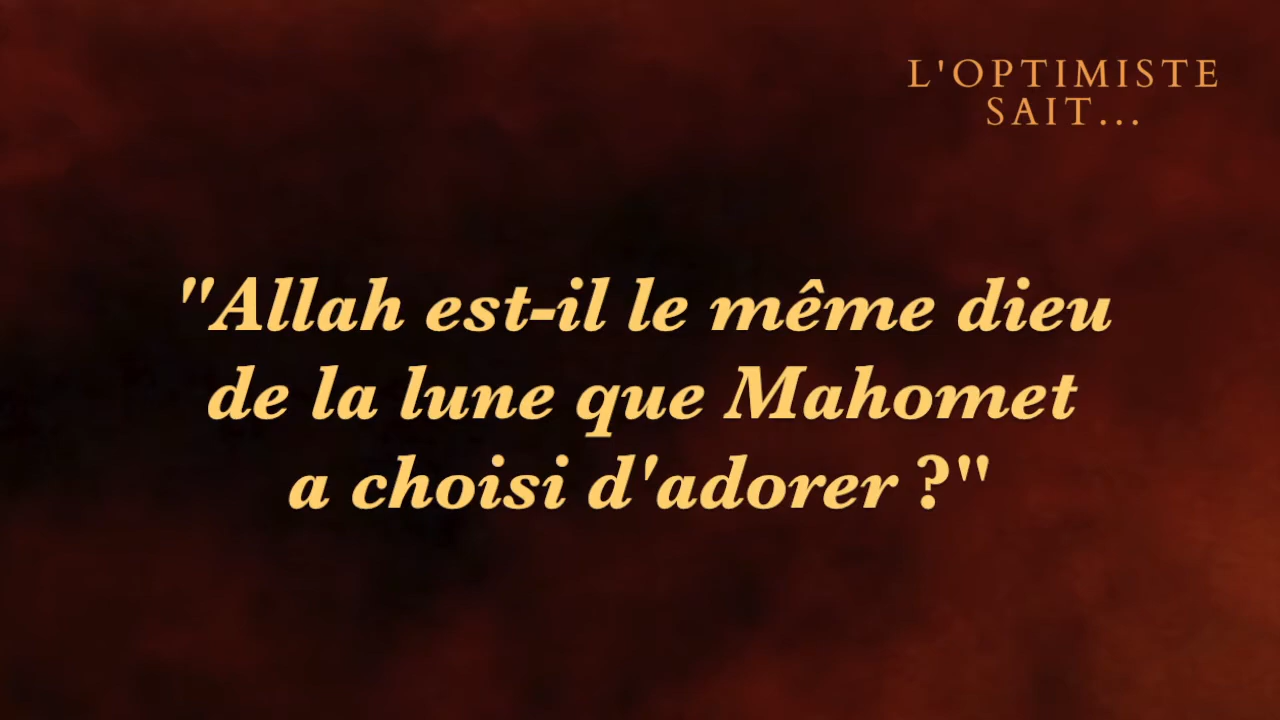 L'OPTIMISTE
SAIT...
"Allah est-il le même dieu
de la lune que Mahomet
a choisi d'adorer ?"